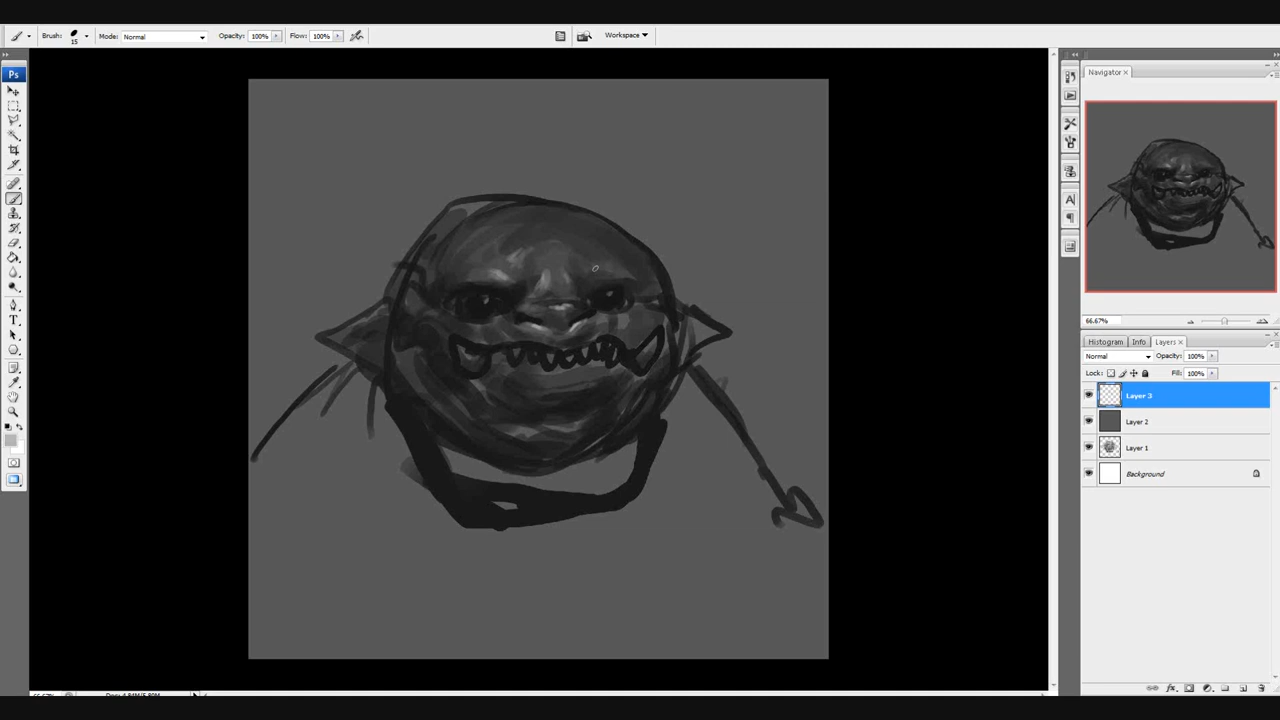 Brush: 15 Mode: Normal Opacity: 100% Flow: 100% Workspace
Ps
Navigator
66.67%
Histogram Info Layers
Normal Opacity: 100%
Lock: Fill: 100%
Layer 3
Layer 2
Layer 1
Background
T
A